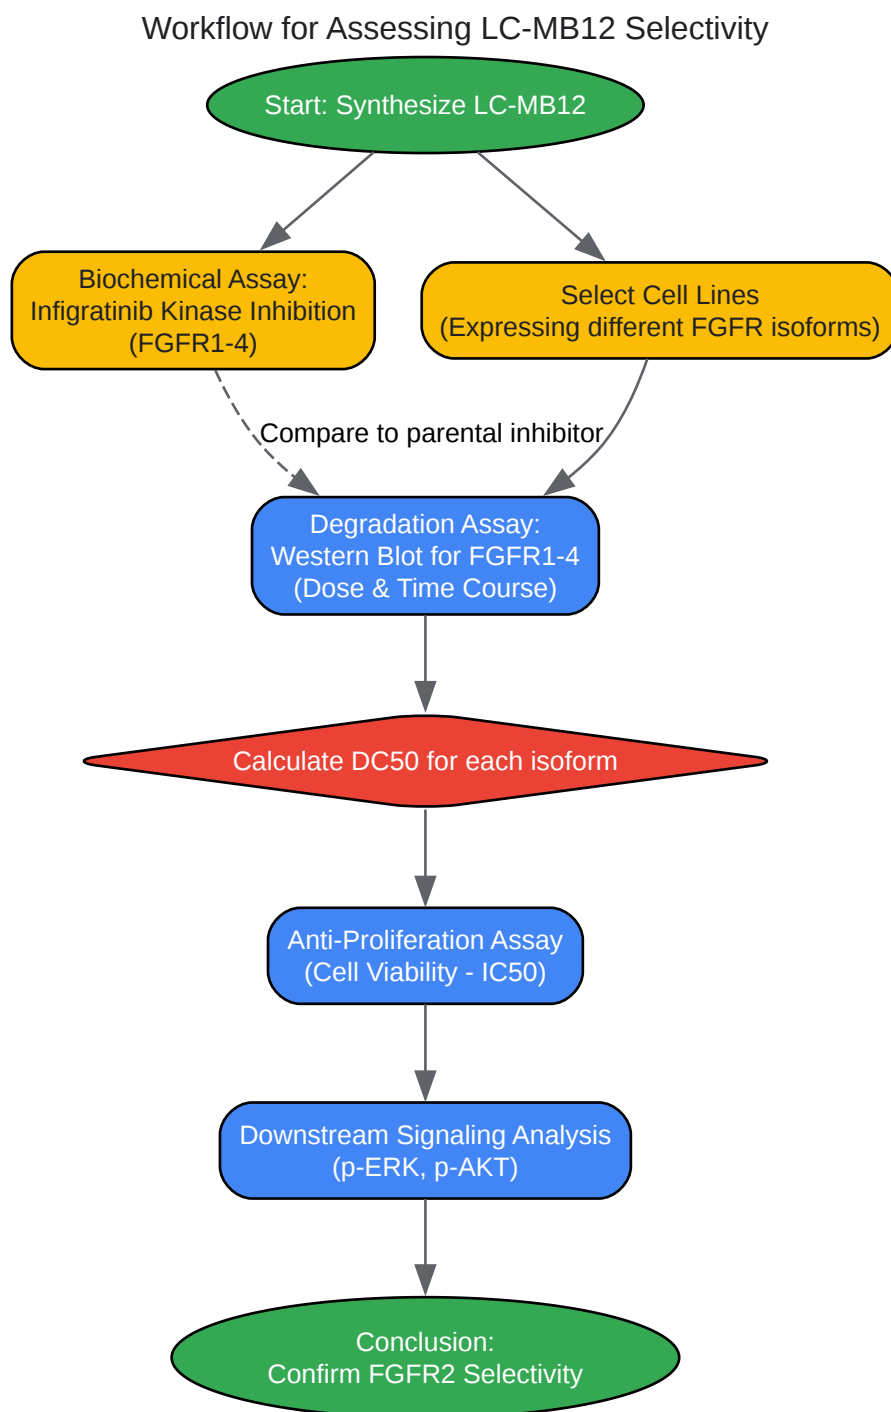 Workflow for Assessing LC-MB12 Selectivity
Start: Synthesize LC-MB12
Biochemical Assay:
Infigratinib Kinase Inhibition
(FGFR1-4)
Select Cell Lines
(Expressing different FGFR isoforms)
Compare to parental inhibitor
Degradation Assay:
Western Blot for FGFR1-4
(Dose & Time Course)
Calculate DC50 for each isoform
Anti-Proliferation Assay
(Cell Viability - IC50)
Downstream Signaling Analysis
(p-ERK, p-AKT)
Conclusion:
Confirm FGFR2 Selectivity